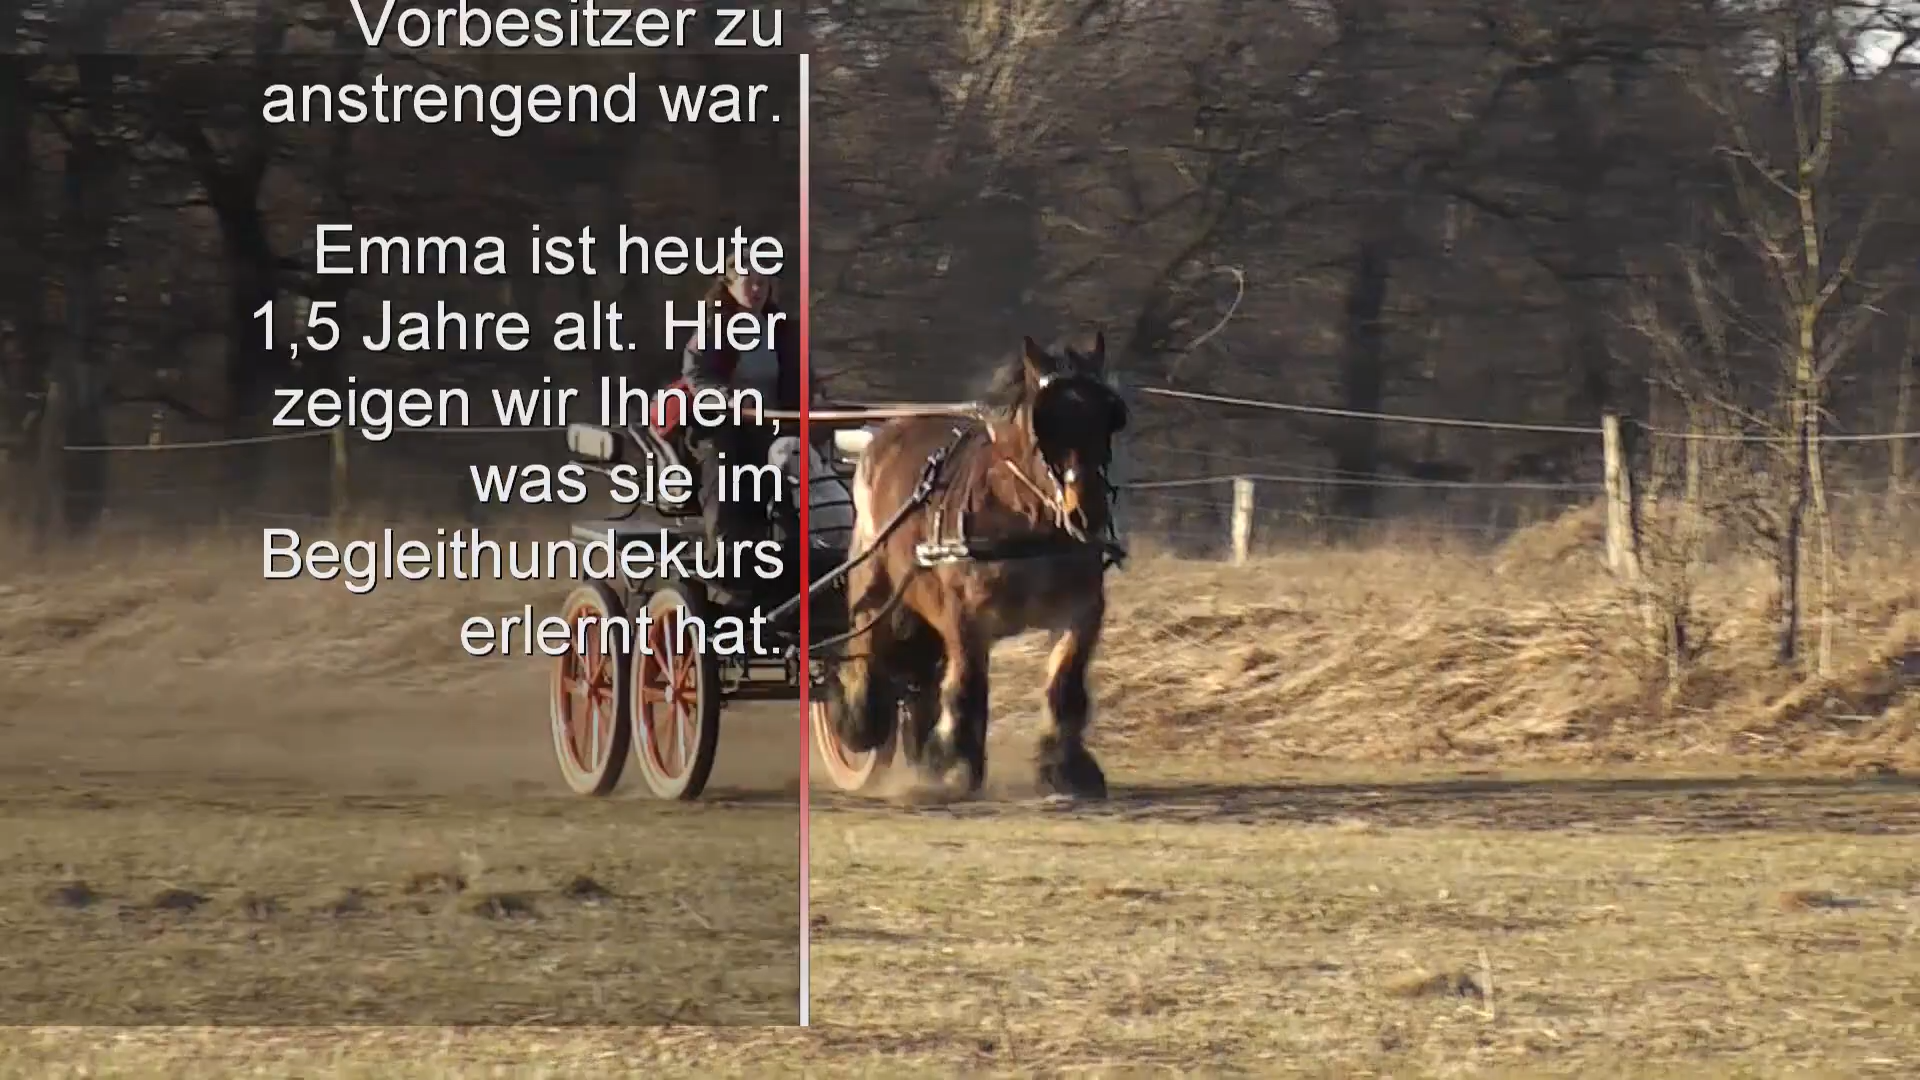 Vorbesitzer zu
anstrengend war.
Emma ist heute
1,5 Jahre alt. Hier
zeigen wir Ihnen,
was sie im
Begleithundekurs
erlernt hat.